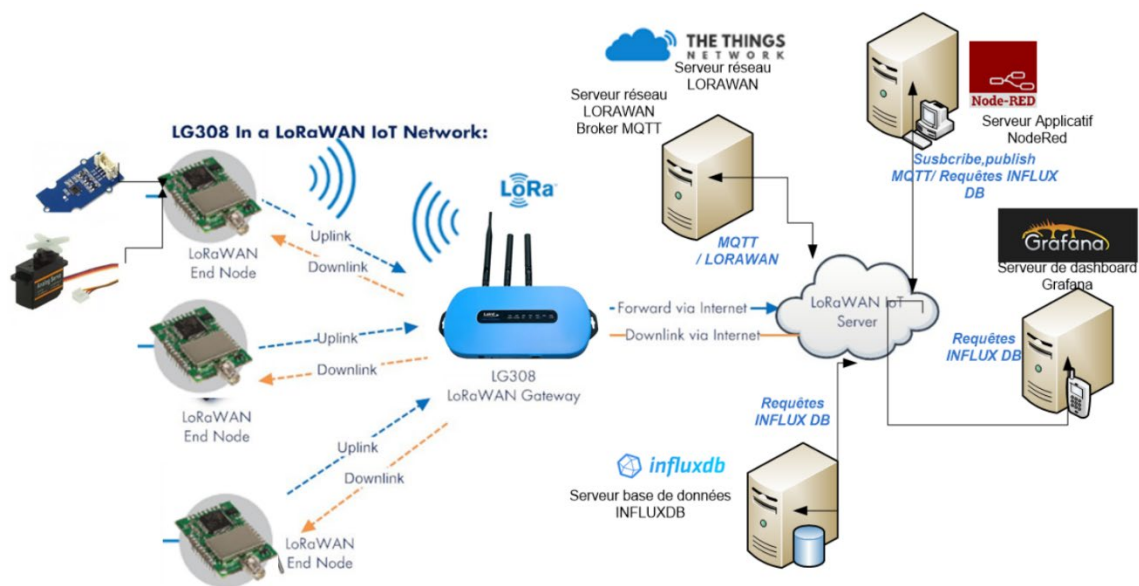 THE THINGS
NETWORK
Serveur réseau
LORAWAN
Serveur réseau
LORAWAN
Broker MQTT
Node-RED
Serveur Applicatif
NodeRed
LG308 In a LoRaWAN IoT Network:
LoRa
Susbcribe,publish
MQTT/ Requêtes INFLUX
DB
Uplink
Downlink
LoRaWAN
End Node
MQTT
/ LORAWAN
Grafana
Serveur de dashboard
Grafana
Forward via Internet
Downlink via Internet
LoRaWAN IoT
Server
Requêtes
INFLUX DB
Uplink
Downlink
LG308
LoRaWAN Gateway
LoRaWAN
End Node
Requêtes
INFLUX DB
Uplink
Downlink
influxdb
Serveur base de données
INFLUXDB
LoRaWAN
End Node